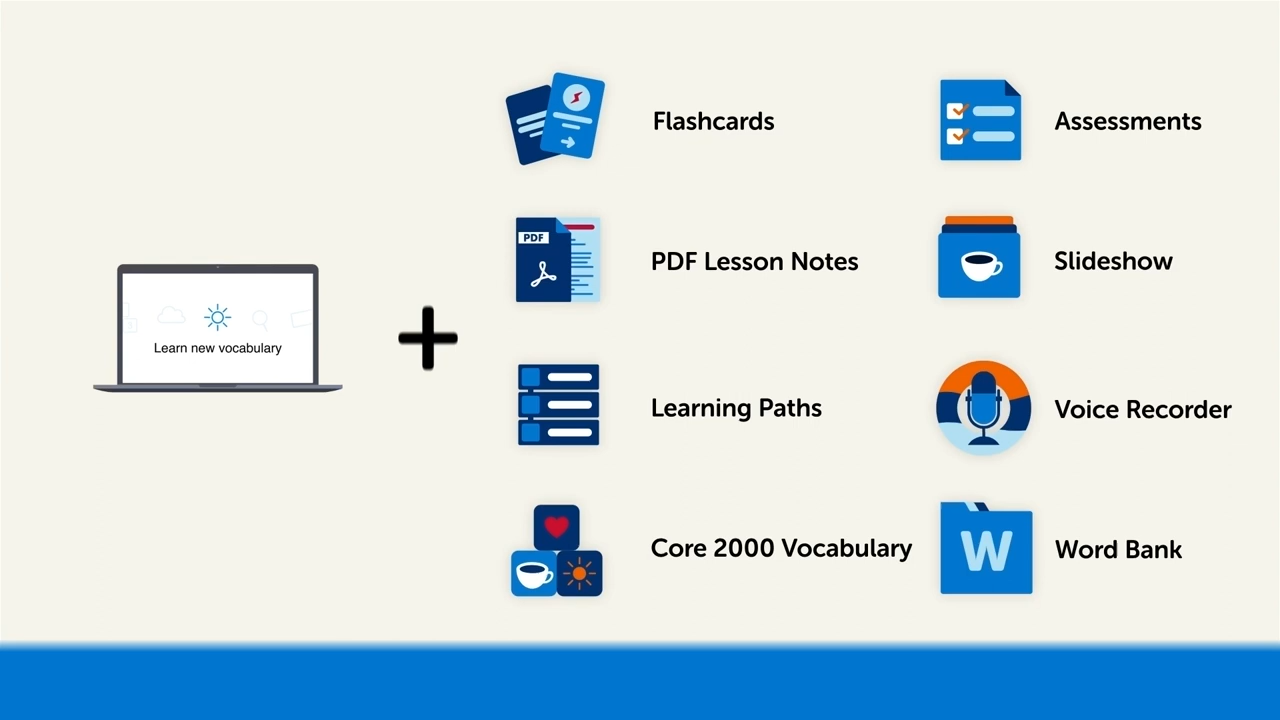 Flashcards
Assessments
PDF
PDF Lesson Notes
Slideshow
Learn new vocabulary
Learning Paths
Voice Recorder
Core 2000 Vocabulary
W
Word Bank